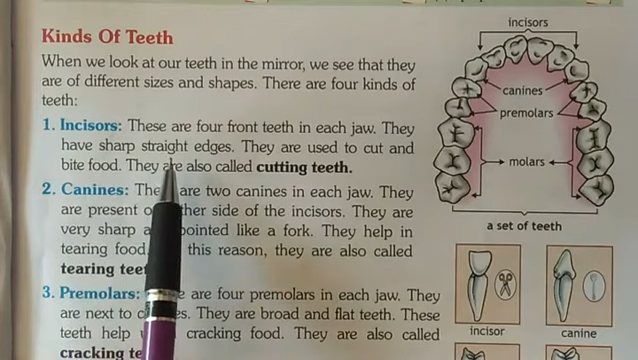 Kinds Of Teeth
When we look at our teeth in the mirror, we see that they
are of different sizes and shapes. There are four kinds of
teeth:
1. Incisors: These are four front teeth in each jaw. They
have sharp straight edges. They are used to cut and
bite food. They are also called cutting teeth.
2. Canines: The are two canines in each jaw. They
are present o ther side of the incisors. They are
very sharp a pointed like a fork. They help in
tearing food. this reason, they are also called
tearing tee
3. Premolars: e are four premolars in each jaw. They
are next to c es. They are broad and flat teeth. These
teeth help cracking food. They are also called
cracking te
incisors
canines
premolars
molars
a set of teeth
incisor
canine